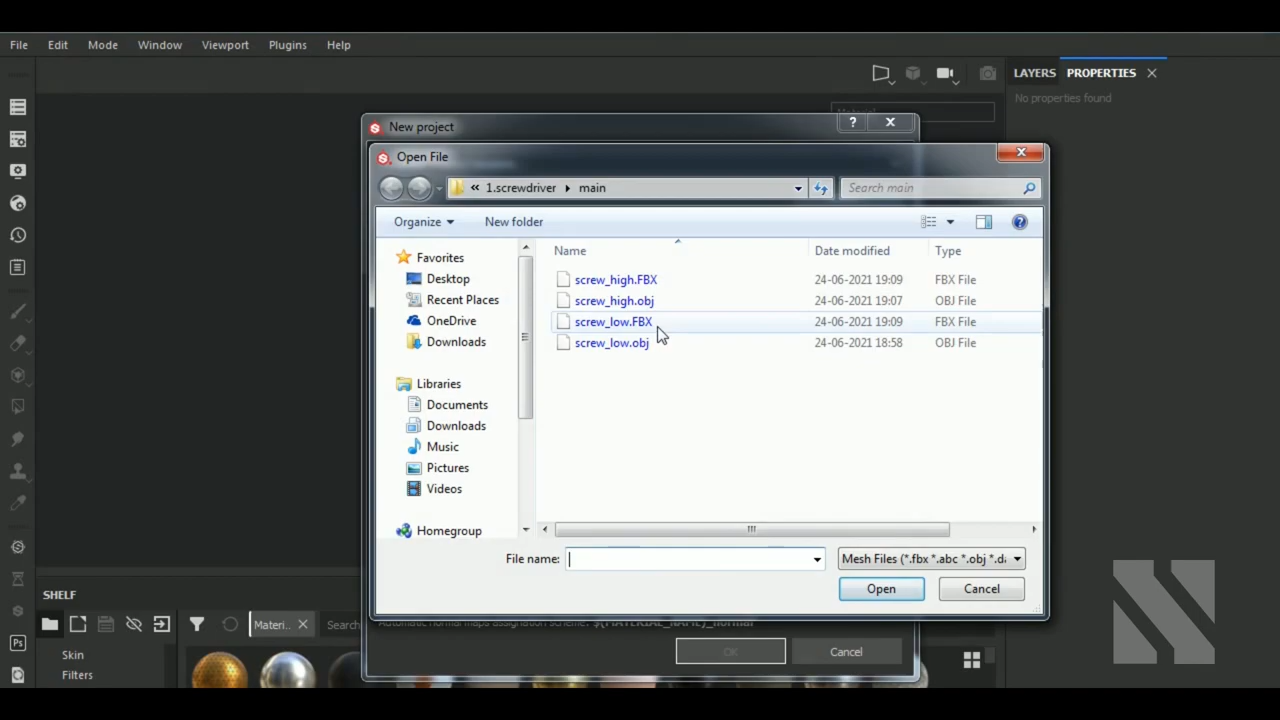 File Edit Mode Window Viewport Plugins Help
LAYERS PROPERTIES
No properties found
New project
Open File
« 1.screwdriver main
Search main
Organize New folder
Name Date modified Type
Favorites
Desktop
Recent Places
OneDrive
Downloads
Libraries
Documents
Downloads
Music
Pictures
Videos
Homegroup
screw_high.FBX 24-06-2021 19:09 FBX File
screw_high.obj 24-06-2021 19:07 OBJ File
screw_low.FBX 24-06-2021 19:09 FBX File
screw_low.obj 24-06-2021 18:58 OBJ File
File name:
Mesh Files (*.fbx *.abc *.obj *.da
Open Cancel
SHELF
Materi.. Search
Skin
Filters
OK Cancel
Ps